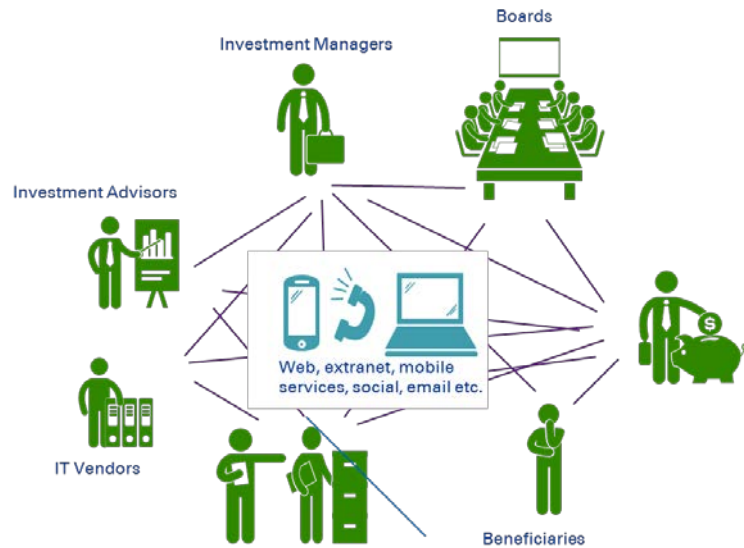 Boards
Investment Managers
Investment Advisors
$
Web, extranet, mobile
services, social, email etc.
IT Vendors
Beneficiaries